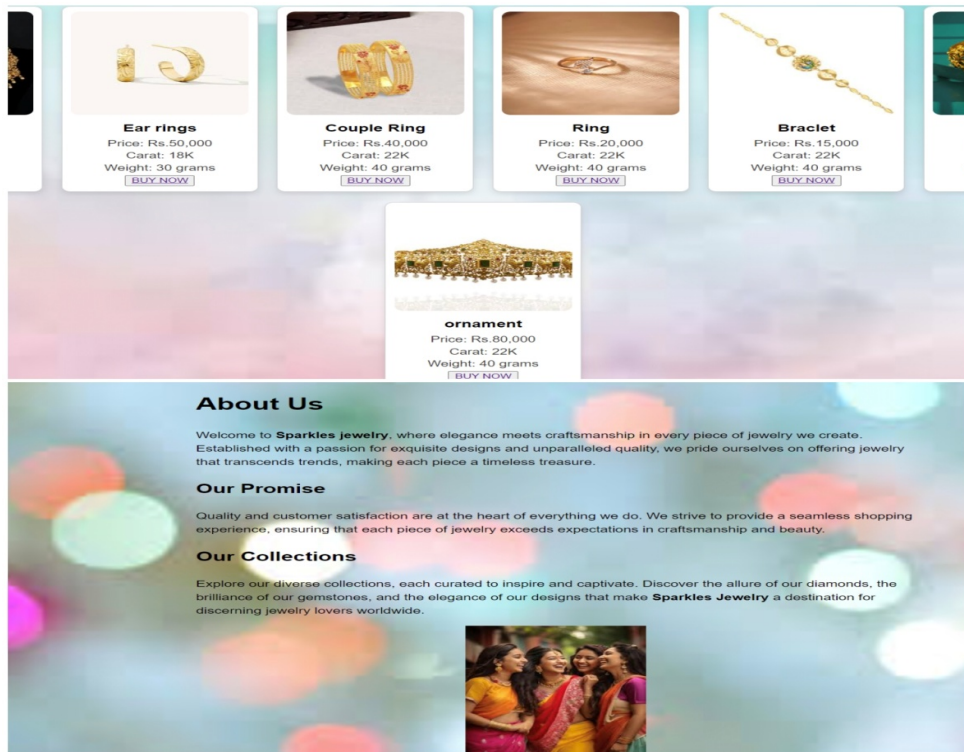 Ear rings
Price: Rs.50,000
Carat: 18K
Weight: 30 grams
BUY NOW
Couple Ring
Price: Rs.40,000
Carat: 22K
Weight: 40 grams
BUY NOW
Ring
Price: Rs.20,000
Carat: 22K
Weight: 40 grams
BUY NOW
Braclet
Price: Rs.15,000
Carat: 22K
Weight: 40 grams
BUY NOW
ornament
Price: Rs.80,000
Carat: 22K
Weight: 40 grams
BUY NOW
About Us
Welcome to Sparkles jewelry, where elegance meets craftsmanship in every piece of jewelry we create.
Established with a passion for exquisite designs and unparalleled quality, we pride ourselves on offering jewelry
that transcends trends, making each piece a timeless treasure.
Our Promise
Quality and customer satisfaction are at the heart of everything we do. We strive to provide a seamless shopping
experience, ensuring that each piece of jewelry exceeds expectations in craftsmanship and beauty.
Our Collections
Explore our diverse collections, each curated to inspire and captivate. Discover the allure of our diamonds, the
brilliance of our gemstones, and the elegance of our designs that make Sparkles Jewelry a destination for
discerning jewelry lovers worldwide.